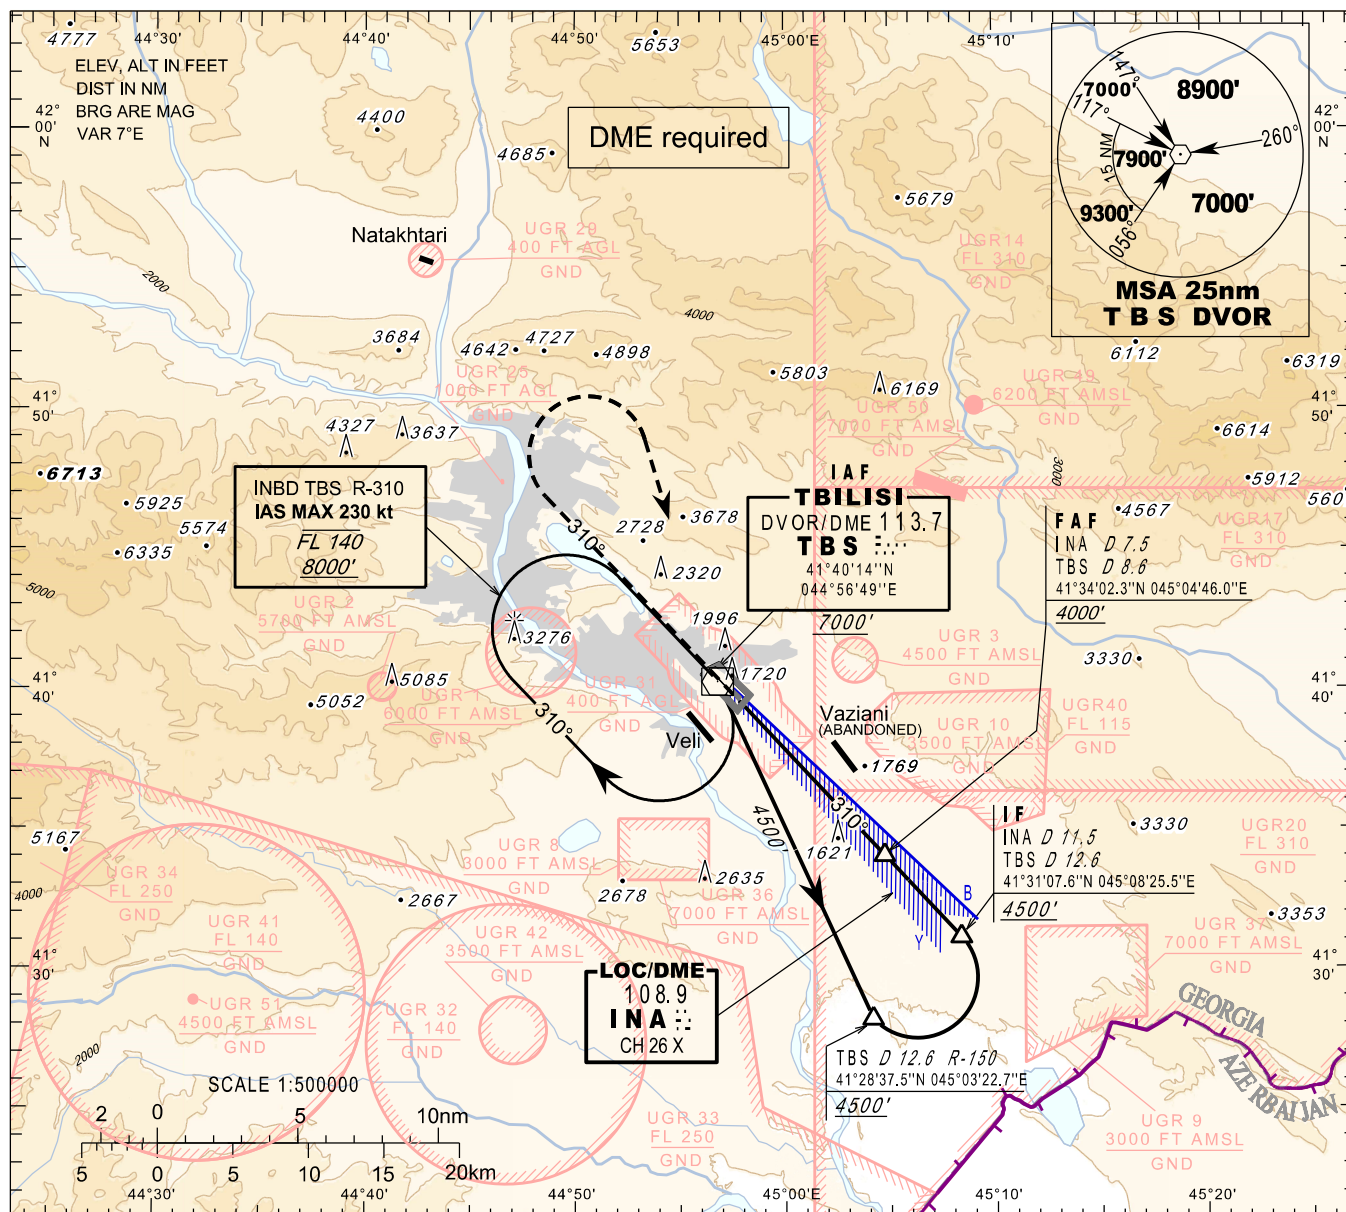 44°30'
44°40'
44°50'
45°00'
45°10'
4777
5653
ELEV, ALT IN FEET
DIST IN NM
BRG ARE MAG
VAR 7°E
42°
00'
N
4400
4685
DME required
147°
7000'
117°
8900'
260°
7900'
15 NM
9300'
7000'
056°
MSA 25nm
TBS DVOR
42°
00'
N
5679
Natakhtari
UGR 29
400 FT AGL
GND
UGR14
FL 310
GND
2000
4000
3684
4642
4727
4898
5803
6169
6112
6319
UGR 25
1000 FT AGL
GND
UGR 49
6200 FT AMSL
GND
UGR 50
7000 FT AMSL
GND
41°
50'
41°
50'
4327
3637
6614
6713
5925
5574
6335
5912
560'
3000
4567
UGR17
FL 310
GND
INBD TBS R-310
IAS MAX 230 kt
FL 140
8000'
310°
2728
3678
2320
IAF
TBILISI
DVOR/DME 113.7
TBS
41°40'14''N
044°56'49''E
7000'
FAF
INA D 7.5
TBS D 8.6
41°34'02.3''N 045°04'46.0''E
4000'
5000
UGR 2
5700 FT AMSL
GND
3276
1996
1720
UGR 3
4500 FT AMSL
GND
3330
41°
40'
41°
40'
5085
5052
UGR 1
6000 FT AMSL
GND
UGR 31
400 FT AGL
GND
310°
Veli
Vaziani
(ABANDONED)
1769
UGR 10
3500 FT AMSL
GND
UGR40
FL 115
GND
4500'
310°
1621
5167
4000
UGR 34
FL 250
GND
UGR 8
3000 FT AMSL
GND
2678
2635
2667
UGR 36
7000 FT AMSL
GND
IF
INA D 11.5
TBS D 12.6
41°31'07.6''N 045°08'25.5''E
4500'
3330
UGR20
FL 310
GND
3353
B
Y
UGR 41
FL 140
GND
UGR 42
3500 FT AMSL
GND
UGR 37
7000 FT AMSL
GND
41°
30'
41°
30'
UGR 51
4500 FT AMSL
GND
UGR 32
FL 140
GND
LOC/DME
108.9
INA
CH 26 X
GEORGIA
AZERBAIJAN
2000
TBS D 12.6 R-150
41°28'37.5''N 045°03'22.7''E
4500'
SCALE 1:500000
2 0 5 10nm
5 0 5 10 15 20km
UGR 33
FL 250
GND
UGR 9
3000 FT AMSL
GND
44°30'
44°40'
44°50'
45°00'
45°10'
45°20'